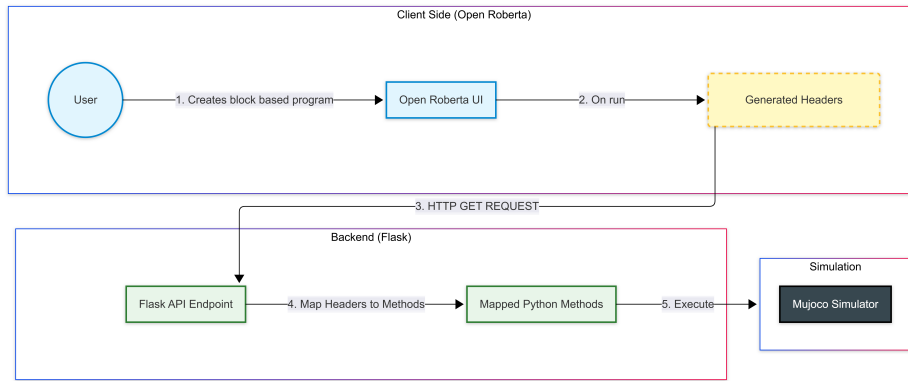 Client Side (Open Roberta)
User
1. Creates block based program
Open Roberta UI
2. On run
Generated Headers
3. HTTP GET REQUEST
Backend (Flask)
Flask API Endpoint
4. Map Headers to Methods
Mapped Python Methods
5. Execute
Simulation
Mujoco Simulator